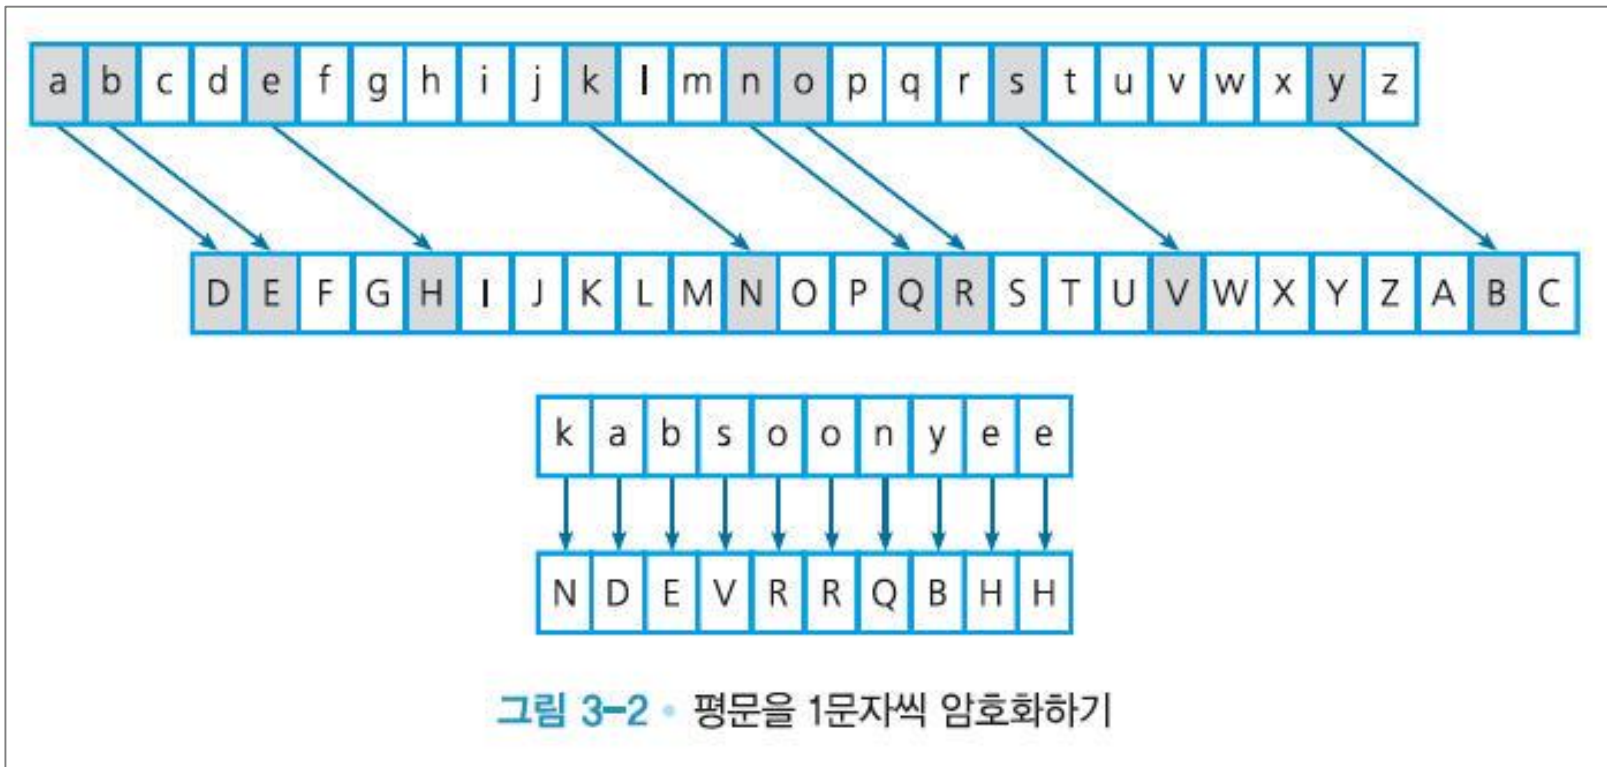 a b c d e f g h i j k l m n o p q r s t u v w x y z
D E F G H I J K L M N O P Q R S T U V W X Y Z A B C
k a b s o o n y e e
N D E V R R Q B H H
그림 3-2 • 평문을 1문자씩 암호화하기